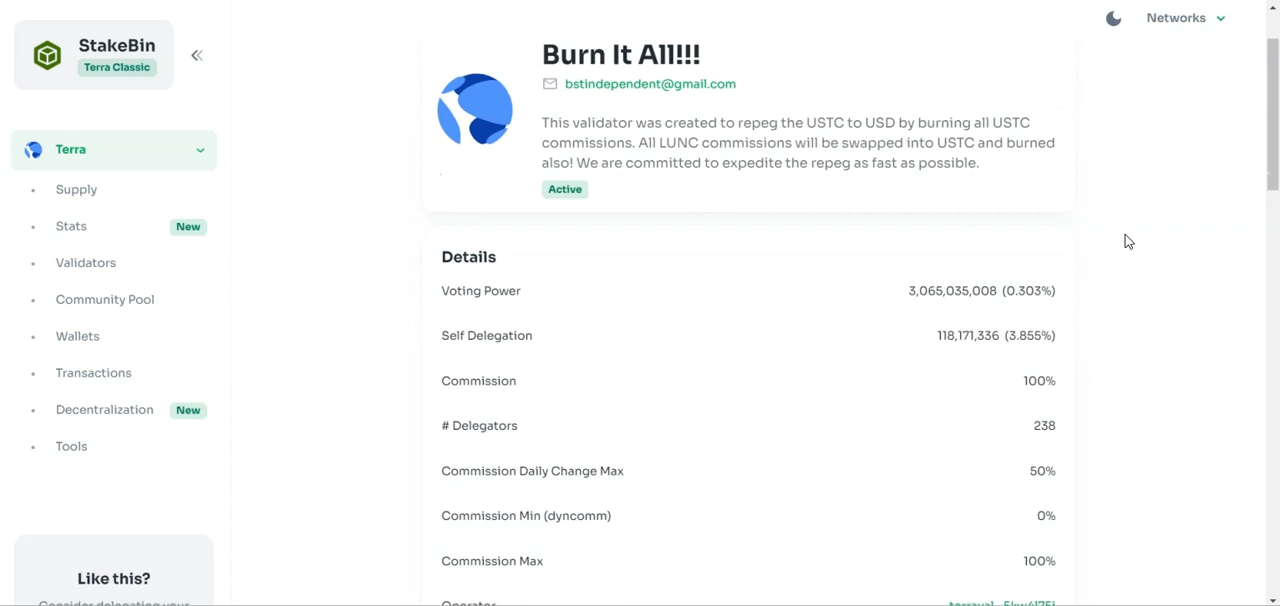 StakeBin
Terra Classic
Networks
Terra
Supply
Stats New
Validators
Community Pool
Wallets
Transactions
Decentralization New
Tools
Like this?
Consider delegating your
Burn It All!!!
bstindependent@gmail.com
This validator was created to repeg the USTC to USD by burning all USTC
commissions. All LUNC commissions will be swapped into USTC and burned
also! We are committed to expedite the repeg as fast as possible.
Active
Details
Voting Power 3,065,035,008 (0.303%)
Self Delegation 118,171,336 (3.855%)
Commission 100%
# Delegators 238
Commission Daily Change Max 50%
Commission Min (dyncomm) 0%
Commission Max 100%
Operator